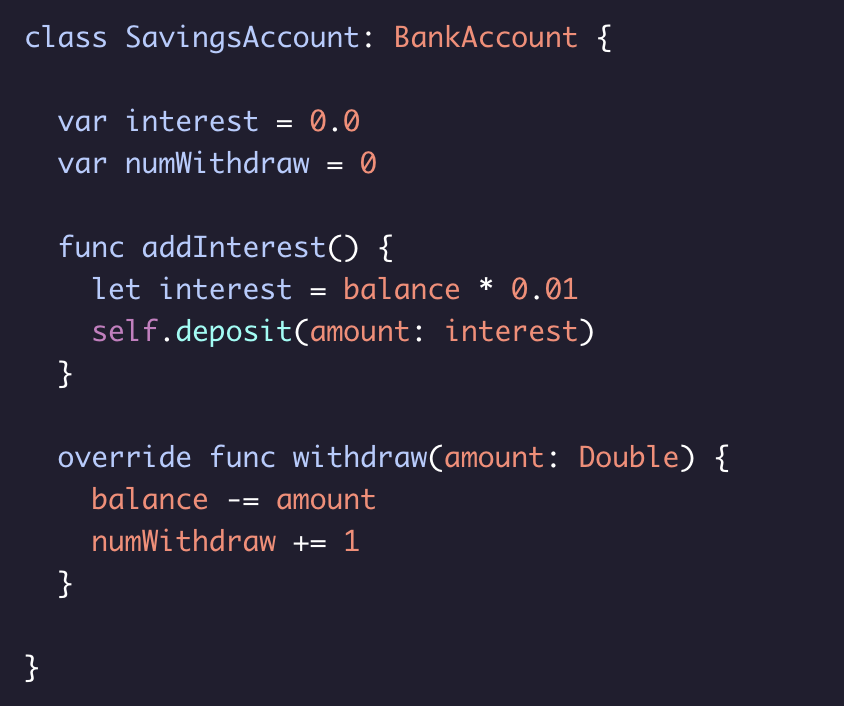 class SavingsAccount: BankAccount {
var interest = 0.0
var numWithdraw = 0
func addInterest() {
let interest = balance * 0.01
self.deposit(amount: interest)
}
override func withdraw(amount: Double) {
balance -= amount
numWithdraw += 1
}
}